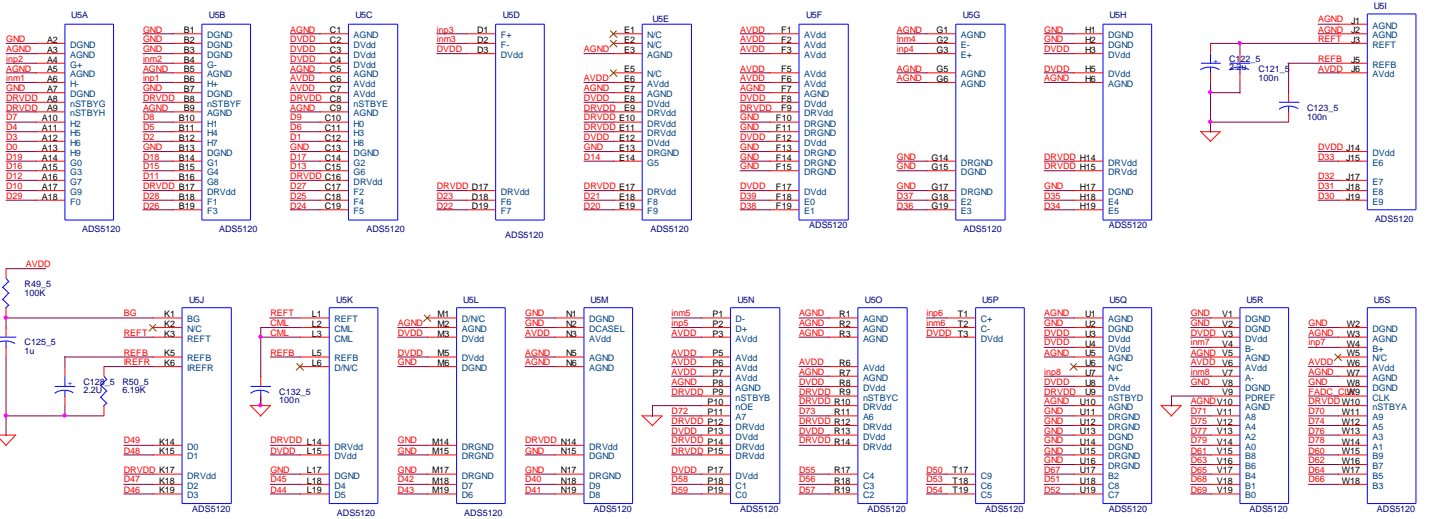 U5A
GND A2 DGND
AGND A3 AGND
inp2 A4 G+
AGND A5 AGND
inm1 A6 H-
GND A7 DGND
DRVDD A8 nSTBYG
DRVDD A9 nSTBYH
D7 A10 H2
D4 A11 H5
D3 A12 H6
D0 A13 H9
D19 A14 G0
D16 A15 G3
D12 A16 G7
D10 A17 G9
D29 A18 F0
ADS5120
U5B
GND B1 DGND
GND B2 DGND
GND B3 DGND
inm2 B4 G-
AGND B5 AGND
inp1 B6 H+
GND B7 DGND
DRVDD B8 nSTBYF
AGND B9 AGND
D8 B10 H1
D5 B11 H4
D2 B12 H7
GND B13 DGND
D18 B14 G1
D15 B15 G4
D11 B16 G8
DRVDD B17 DRVdd
D28 B18 F1
D26 B19 F3
ADS5120
U5C
AGND C1 AGND
DVDD C2 DVdd
DVDD C3 DVdd
DVDD C4 DVdd
AGND C5 AGND
AVDD C6 AVdd
AVDD C7 AVdd
DRVDD C8 nSTBYE
AGND C9 AGND
D9 C10 H0
D6 C11 H3
D1 C12 H8
GND C13 DGND
D17 C14 G2
D13 C15 G6
DRVDD C16 DRVdd
D27 C17 F2
D25 C18 F4
D24 C19 F5
ADS5120
U5D
inp3 D1 F+
inm3 D2 F-
DVDD D3 DVdd
DRVDD D17 DRVdd
D23 D18 F6
D22 D19 F7
ADS5120
U5E
E1 N/C
E2 N/C
AGND E3 AGND
E5 N/C
AVDD E6 AVdd
AGND E7 AGND
DVDD E8 DVdd
DRVDD E9 DRVdd
DRVDD E10 DRVdd
DRVDD E11 DRVdd
DVDD E12 DVdd
GND E13 DGND
D14 E14 G5
DRVDD E17 DRVdd
D21 E18 F8
D20 E19 F9
ADS5120
U5F
AVDD F1 AVdd
AVDD F2 AVdd
AVDD F3 AVdd
AVDD F5 AVdd
AVDD F6 AVdd
AGND F7 AGND
DVDD F8 DVdd
DRVDD F9 DRVdd
GND F10 DRGND
GND F11 DRGND
DVDD F12 DVdd
GND F13 DRGND
GND F14 DRGND
GND F15 DRGND
DVDD F17 DVdd
D39 F18 E0
D38 F19 E1
ADS5120
U5G
AGND G1 AGND
Inm4 G2 E-
inp4 G3 E+
AGND G5 AGND
AGND G6 AGND
GND G14 DRGND
GND G15 DGND
GND G17 DRGND
D37 G18 E2
D36 G19 E3
ADS5120
U5H
GND H1 DGND
GND H2 DGND
DVDD H3 DVdd
DVDD H5 DVdd
AGND H6 AGND
DRVDD H14 DRVdd
DRVDD H15 DRVdd
GND H17 DGND
D35 H18 E4
D34 H19 E5
ADS5120
U5I
AGND J1 AGND
AGND J2 AGND
REFT J3 REFT
REFB J5 REFB
AVDD J6 AVdd
DVDD J14 DVdd
D33 J15 E6
D32 J17 E7
D31 J18 E8
D30 J19 E9
ADS5120
C122_5
2.2u
C121_5
100n
C123_5
100n
AVDD
R49_5
100K
C125_5
1u
2.2U
R50_5
6.19K
U5J
BG K1 BG
K2 N/C
REFT K3 REFT
REFB K5 REFB
IREFR K6 IREFR
D49 K14 D0
D48 K15 D1
DRVDD K17 DRVdd
D47 K18 D2
D46 K19 D3
ADS5120
U5K
REFT L1 REFT
CML L2 CML
CML L3 CML
REFB L5 REFB
L6 D/N/C
C132_5
100n
DRVDD L14 DRVdd
DVDD L15 DVdd
GND L17 DGND
D45 L18 D4
D44 L19 D5
ADS5120
U5L
M1 D/N/C
AGND M2 AGND
DVDD M3 DVdd
DVDD M5 DVdd
GND M6 DGND
GND M14 DRGND
GND M15 DRGND
GND M17 DRGND
D42 M18 D7
D43 M19 D6
ADS5120
U5M
GND N1 DGND
GND N2 DCASEL
AVDD N3 AVdd
AGND N5 AGND
AGND N6 AGND
DRVDD N14 DRVdd
GND N15 DGND
GND N17 DRGND
D40 N18 D9
D41 N19 D8
ADS5120
U5N
inm5 P1 D-
inp5 P2 D+
AVDD P3 AVdd
AVDD P5 AVdd
AVDD P6 AVdd
AVDD P7 AVdd
AGND P8 AGND
DRVDD P9 nSTBYB
P10 nOE
D72 P11 A7
DRVDD P12 DRVdd
DVDD P13 DVdd
DRVDD P14 DRVdd
DRVDD P15 DRVdd
DVDD P17 DVdd
D58 P18 C1
D59 P19 C0
ADS5120
U5O
AGND R1 AGND
AGND R2 AGND
AGND R3 AGND
AVDD R6 AVdd
AGND R7 AGND
DVDD R8 DVdd
DRVDD R9 nSTBYC
DRVDD R10 DRVdd
D73 R11 A6
DRVDD R12 DRVdd
DVDD R13 DVdd
DRVDD R14 DRVdd
D55 R17 C4
D56 R18 C3
D57 R19 C2
ADS5120
U5P
inp6 T1 C+
inm6 T2 C-
DVDD T3 DVdd
D50 T17 C9
D53 T18 C6
D54 T19 C5
ADS5120
U5Q
AGND U1 AGND
GND U2 DGND
DVDD U3 DVdd
DVDD U4 DVdd
AGND U5 AGND
U6 N/C
inp8 U7 A+
DVDD U8 DVdd
DRVDD U9 nSTBYD
AGND U10 AGND
GND U11 DRGND
GND U12 DRGND
GND U13 DRGND
GND U14 DGND
GND U15 DRGND
GND U16 DRGND
D67 U17 B2
D51 U18 C8
D52 U19 C7
ADS5120
U5R
GND V1 DGND
GND V2 DGND
DVDD V3 DVdd
inm7 V4 B-
AGND V5 AGND
AVDD V6 AVdd
inm8 V7 A-
GND V8 DGND
V9 PDREF
AGND V10 AGND
D71 V11 A8
D75 V12 A4
D77 V13 A2
D79 V14 A0
D61 V15 B8
D63 V16 B6
D65 V17 B4
D68 V18 B1
D69 V19 B0
ADS5120
U5S
GND W2 DGND
AGND W3 AGND
inp7 W4 B+
W5 N/C
AVDD W6 AVdd
AGND W7 AGND
GND W8 DGND
CLK
DRVDD W10 nSTBYA
D70 W11 A9
D74 W12 A5
D76 W13 A3
D78 W14 A1
D60 W15 B9
D62 W16 B7
D64 W17 B5
D66 W18 B3
ADS5120